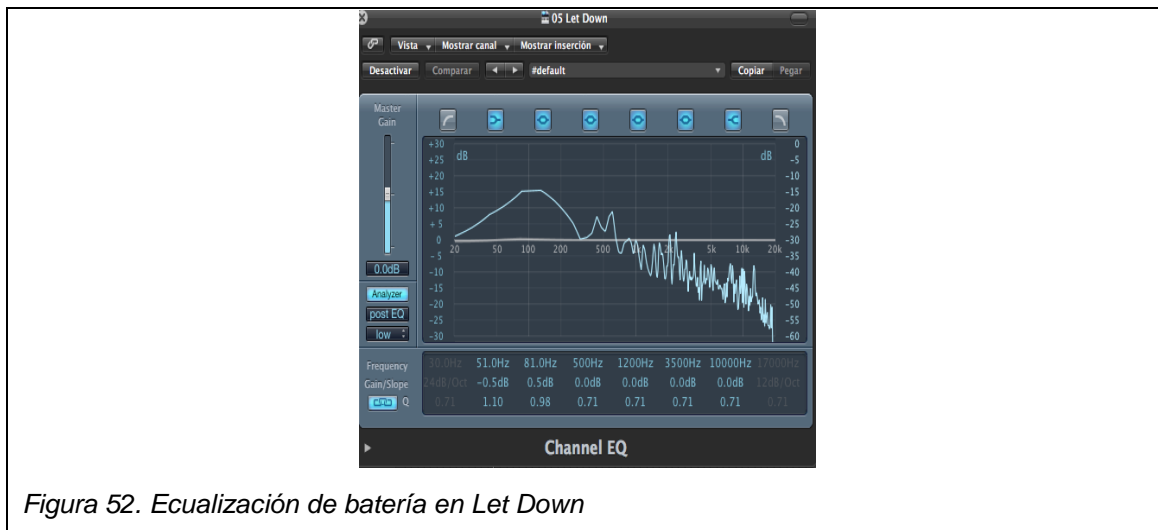 05 Let Down
Vista Mostrar canal Mostrar inserción
Desactivar Comparar #default Copiar Pegar
Master
Gain
+30 dB dB 0
+25 -5
+20 -10
+15 -15
+10 -20
+5 -25
0 -30
20 50 100 200 500 1k 2k 5k 10k 20k
-5 -35
-10 -40
-15 -45
-20 -50
-25 -55
-30 -60
0.0dB
Analyzer
post EQ
low
Frequency 30.0Hz 51.0Hz 81.0Hz 500Hz 1200Hz 3500Hz 10000Hz 17000Hz
Gain/Slope 24dB/Oct -0.5dB 0.5dB 0.0dB 0.0dB 0.0dB 0.0dB 12dB/Oct
Q 0.71 1.10 0.98 0.71 0.71 0.71 0.71 0.71
Channel EQ
Figura 52. Ecualización de batería en Let Down